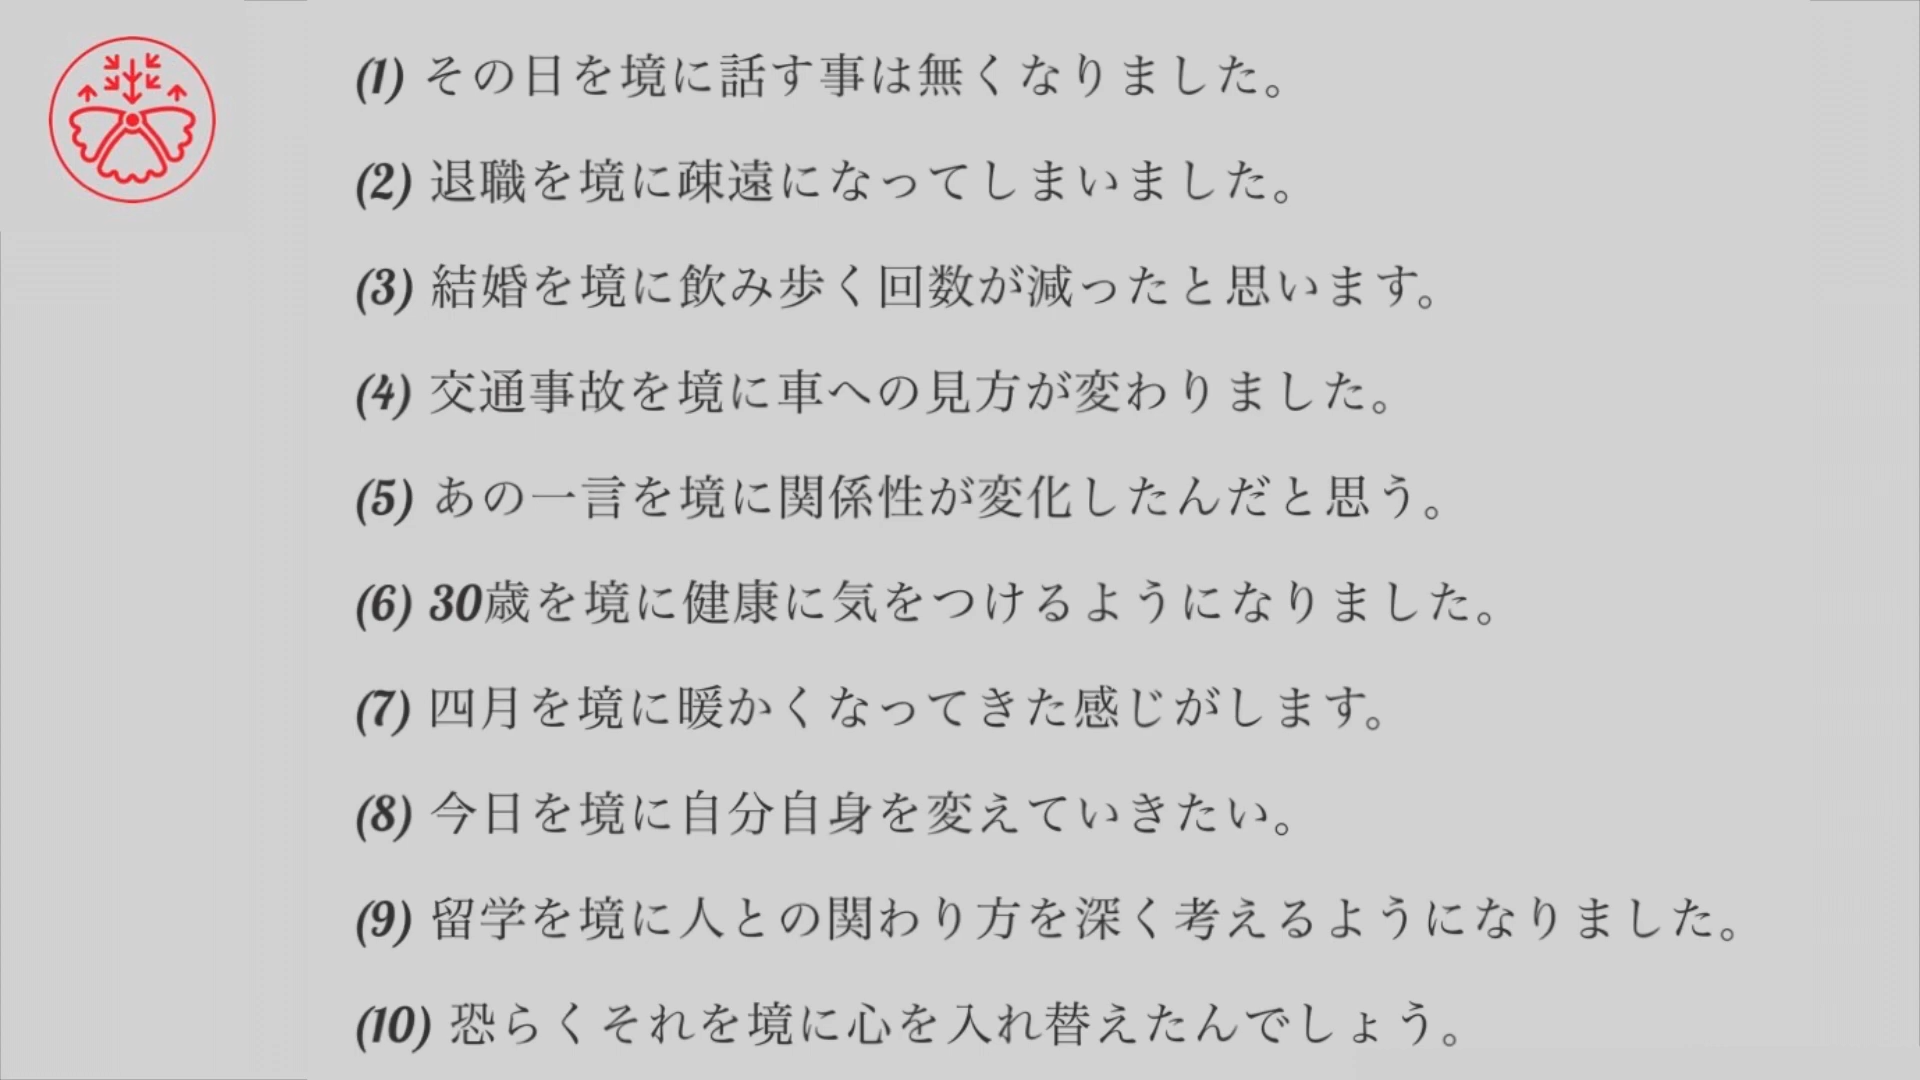 (1) その日を境に話す事は無くなりました。
(2) 退職を境に疎遠になってしまいました。
(3) 結婚を境に飲み歩く回数が減ったと思います。
(4) 交通事故を境に車への見方が変わりました。
(5) あの一言を境に関係性が変化したんだと思う。
(6) 30歳を境に健康に気をつけるようになりました。
(7) 四月を境に暖かくなってきた感じがします。
(8) 今日を境に自分自身を変えていきたい。
(9) 留学を境に人との関わり方を深く考えるようになりました。
(10) 恐らくそれを境に心を入れ替えたんでしょう。